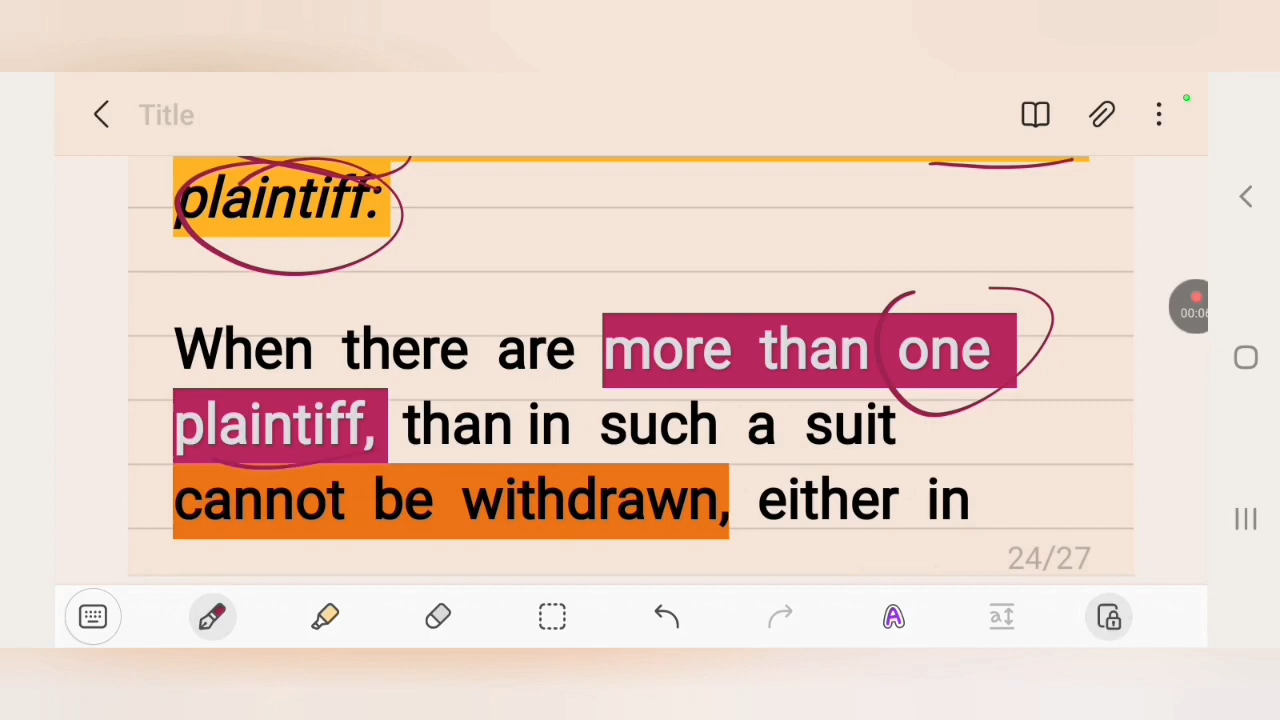 Title
plaintiff.
When there are more than one
plaintiff, than in such a suit
cannot be withdrawn, either in
24/27